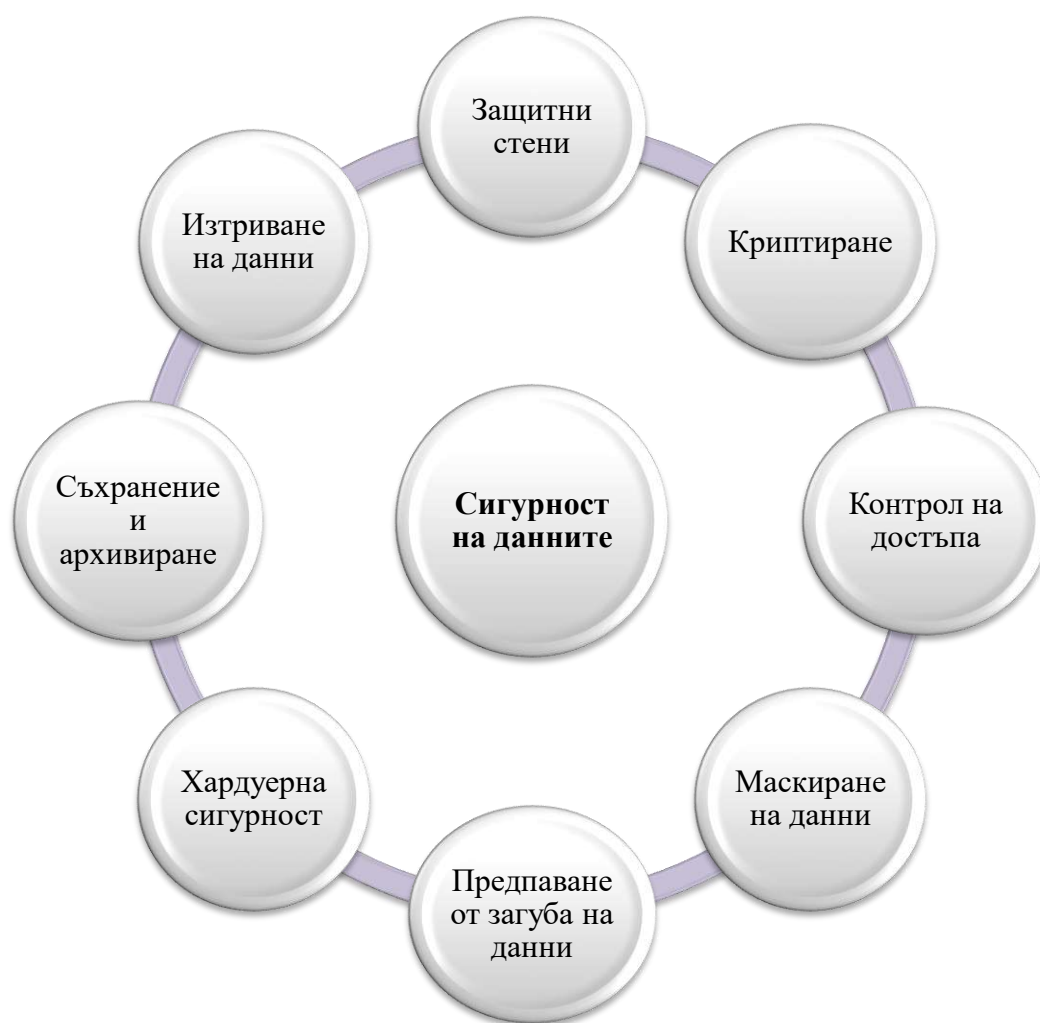 Защитни
стени
Криптиране
Контрол на
достъпа
Маскиране
на данни
Предпаване
от загуба на
данни
Хардуерна
сигурност
Съхранение
и
архивиране
Изтриване
на данни
Сигурност
на данните